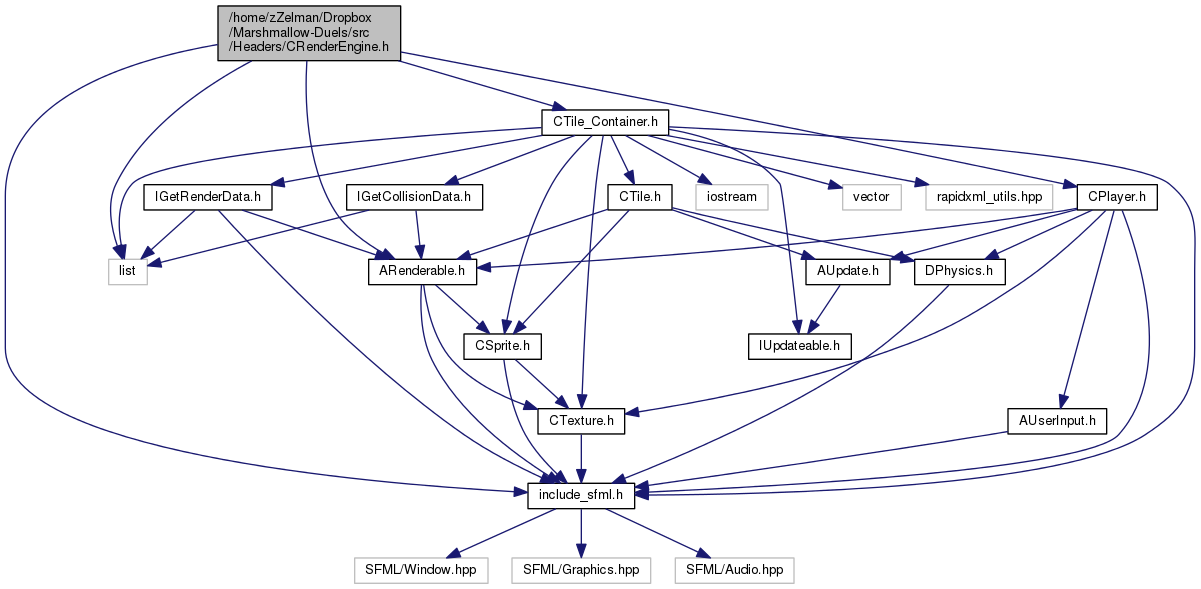 /home/zZelman/Dropbox
/Marshmallow-Duels/src
/Headers/CRenderEngine.h
CTile_Container.h
IGetRenderData.h
IGetCollisionData.h
CTile.h
iostream
vector
rapidxml_utils.hpp
CPlayer.h
list
ARenderable.h
AUpdate.h
DPhysics.h
CSprite.h
IUpdateable.h
CTexture.h
AUserInput.h
include_sfml.h
SFML/Window.hpp
SFML/Graphics.hpp
SFML/Audio.hpp